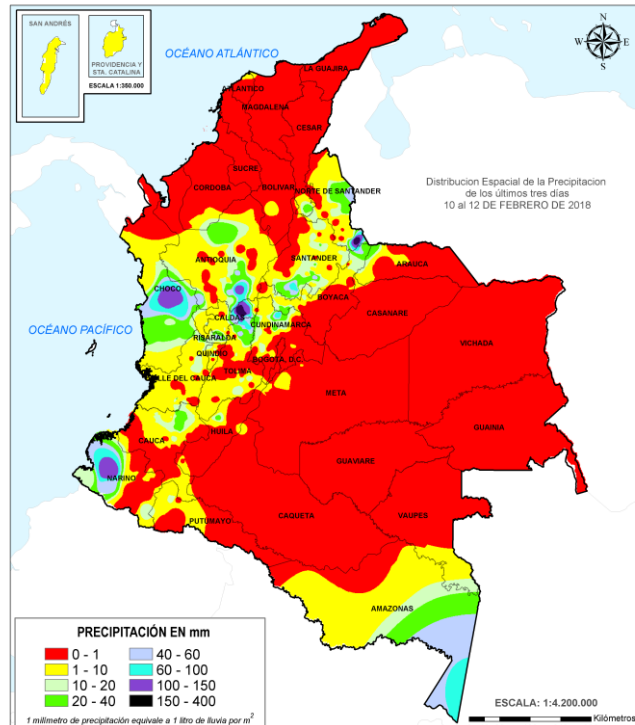 SAN ANDRÉS
PROVIDENCIA Y
STA. CATALINA
ESCALA 1:350.000
OCÉANO ATLÁNTICO
N
W
E
S
LA GUAJIRA
ATLANTICO
MAGDALENA
CESAR
SUCRE
CORDOBA
BOLIVAR
NORTE DE SANTANDER
Distribucion Espacial de la Precipitacion
de los últimos tres días
10 al 12 DE FEBRERO DE 2018
ANTIOQUIA
SANTANDER
ARAUCA
CHOCO
BOYACA
CASANARE
CALDAS
CUNDINAMARCA
OCÉANO PACÍFICO
RISARALDA
VICHADA
QUINDIO
BOGOTA, D.C.
TOLIMA
VALLE DEL CAUCA
META
HUILA
CAUCA
GUAINIA
GUAVIARE
NARIÑO
PUTUMAYO
CAQUETA
VAUPES
AMAZONAS
PRECIPITACIÓN EN mm
0 - 1 40 - 60
1 - 10 60 - 100
10 - 20 100 - 150
20 - 40 150 - 400
1 milimetro de precipitación equivale a 1 litro de lluvia por m²
ESCALA: 1:4.200.000
Kilómetros